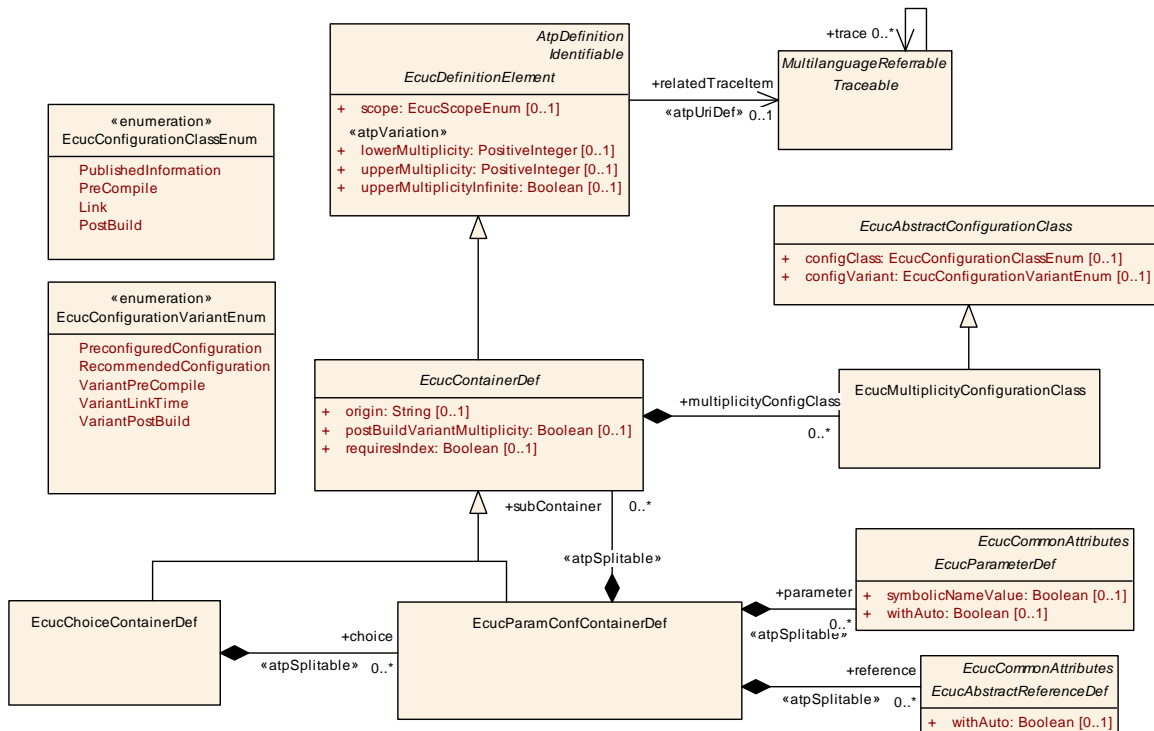 +trace 0..*
AtpDefinition
Identifiable
EcucDefinitionElement
+ scope: EcucScopeEnum [0..1]
«atpVariation»
+ lowerMultiplicity: PositiveInteger [0..1]
+ upperMultiplicity: PositiveInteger [0..1]
+ upperMultiplicityInfinite: Boolean [0..1]
+relatedTraceItem
«atpUriDef» 0..1
MultilanguageReferrable
Traceable
«enumeration»
EcucConfigurationClassEnum
PublishedInformation
PreCompile
Link
PostBuild
EcucAbstractConfigurationClass
+ configClass: EcucConfigurationClassEnum [0..1]
+ configVariant: EcucConfigurationVariantEnum [0..1]
«enumeration»
EcucConfigurationVariantEnum
PreconfiguredConfiguration
RecommendedConfiguration
VariantPreCompile
VariantLinkTime
VariantPostBuild
EcucContainerDef
+ origin: String [0..1]
+ postBuildVariantMultiplicity: Boolean [0..1]
+ requiresIndex: Boolean [0..1]
+multiplicityConfigClass
0..*
EcucMultiplicityConfigurationClass
+subContainer
0..*
«atpSplitable»
EcucCommonAttributes
EcucParameterDef
+ symbolicNameValue: Boolean [0..1]
+ withAuto: Boolean [0..1]
+parameter
0..*
«atpSplitable»
EcucChoiceContainerDef
+choice
«atpSplitable» 0..*
EcucParamConfContainerDef
+reference
«atpSplitable» 0..*
EcucCommonAttributes
EcucAbstractReferenceDef
+ withAuto: Boolean [0..1]